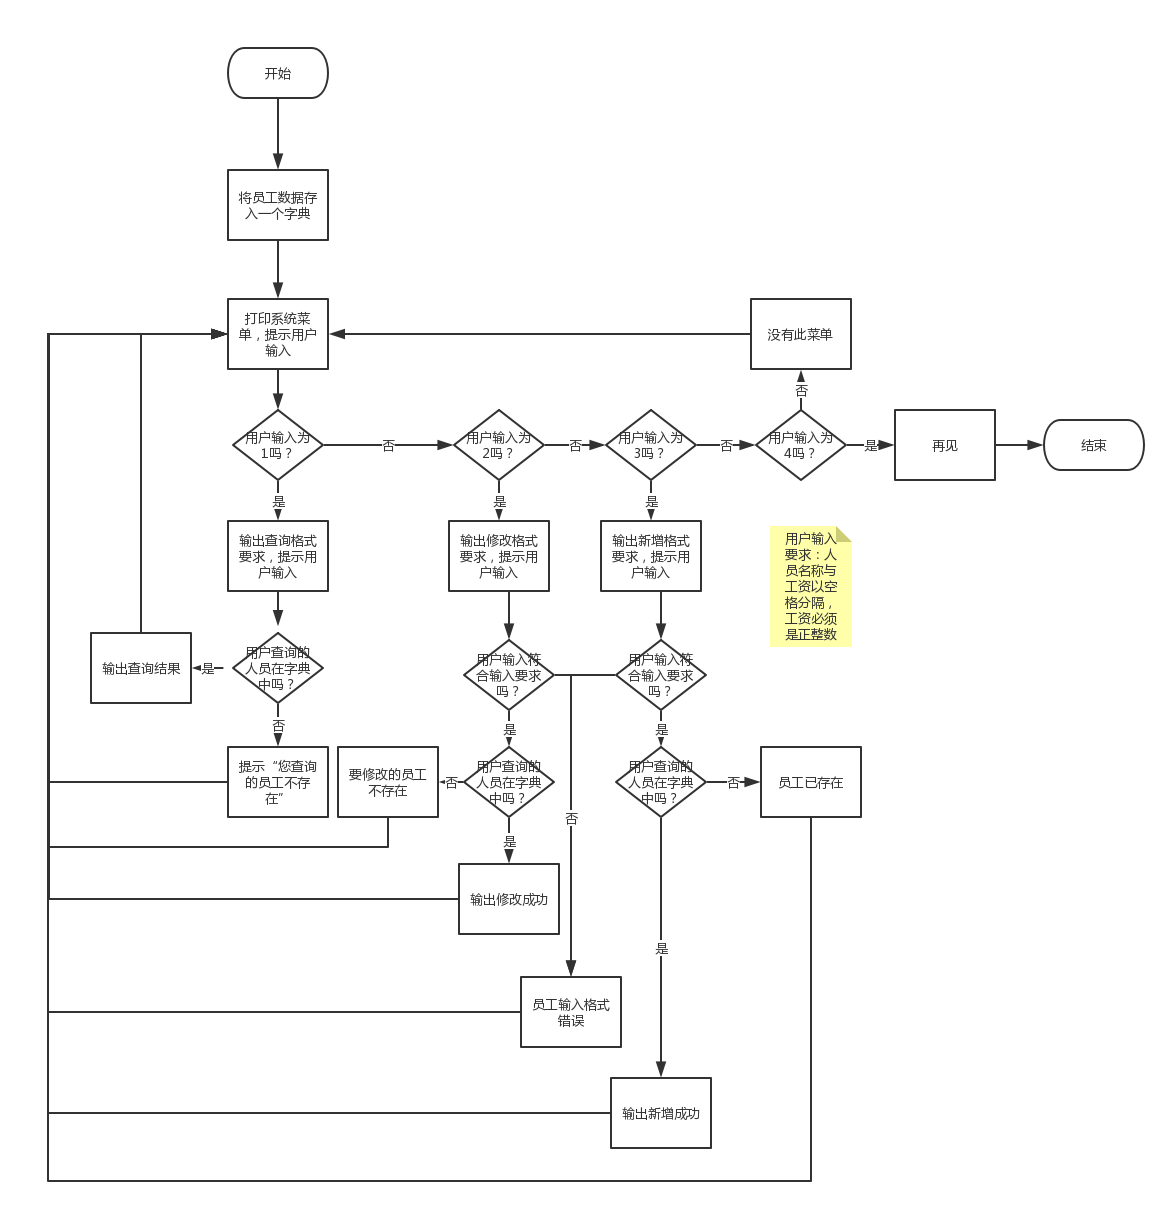 开始
将员工数据存
入一个字典
打印系统菜
单，提示用户
输入
没有此菜单
否
用户输入为
1吗？
否
用户输入为
2吗？
否
用户输入为
3吗？
否
用户输入为
4吗？
是
再见
结束
是
是
是
输出查询格式
要求，提示用
户输入
输出修改格式
要求，提示用
户输入
输出新增格式
要求，提示用
户输入
用户输入
要求：人
员名称与
工资以空
格分隔，
工资必须
是正整数
输出查询结果
是
用户查询的
人员在字典
中吗？
用户输入符
合输入要求
吗？
用户输入符
合输入要求
吗？
否
是
是
提示“您查询
的员工不存
在”
要修改的员工
不存在
否
用户查询的
人员在字典
中吗？
用户查询的
人员在字典
中吗？
否
员工已存在
否
是
输出修改成功
是
员工输入格式
错误
输出新增成功